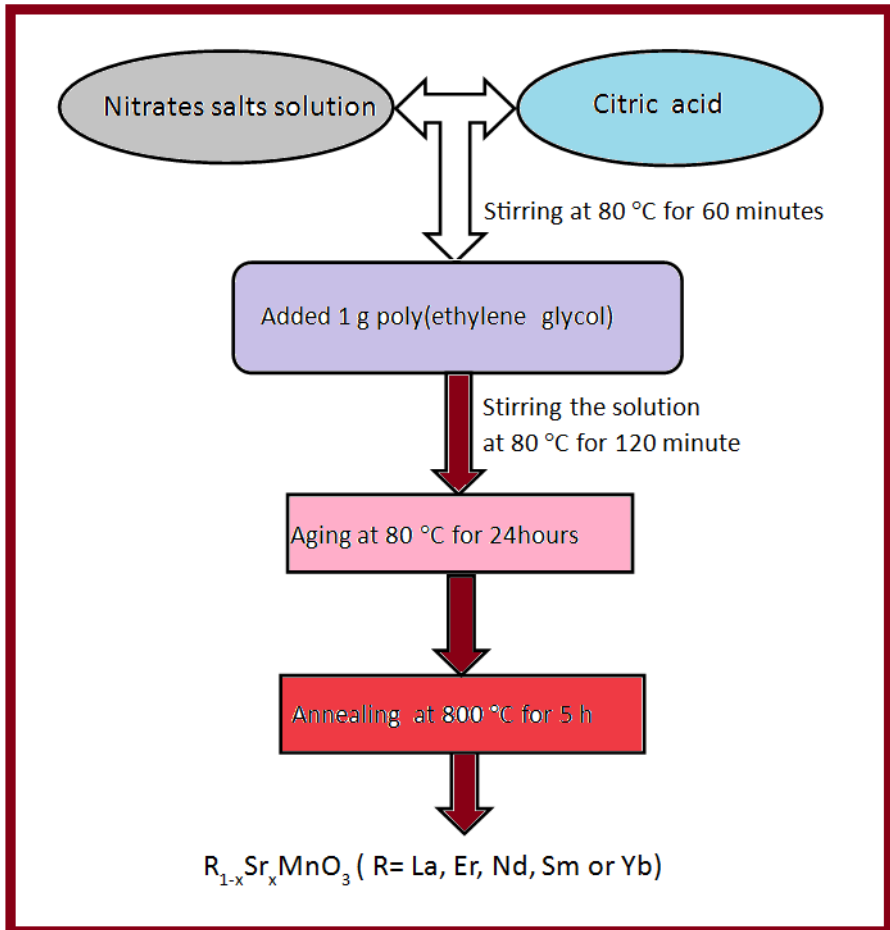 Nitrates salts solution
Citric acid
Stirring at 80 °C for 60 minutes
Added 1 g poly(ethylene glycol)
Stirring the solution
at 80 °C for 120 minute
Aging at 80 °C for 24hours
Annealing at 800 °C for 5 h
R1-xSrxMnO3 ( R= La, Er, Nd, Sm or Yb)